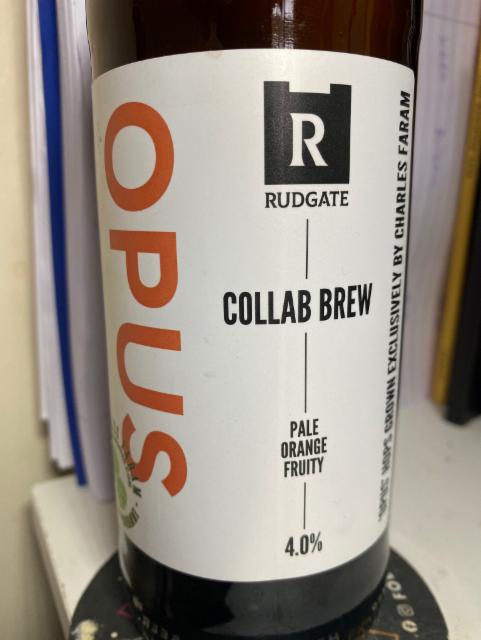 OPUS
R
RUDGATE
COLLAB BREW
PALE
ORANGE
FRUITY
4.0%
OPUS HOPS GROWN EXCLUSIVELY BY CHARLES FARAM